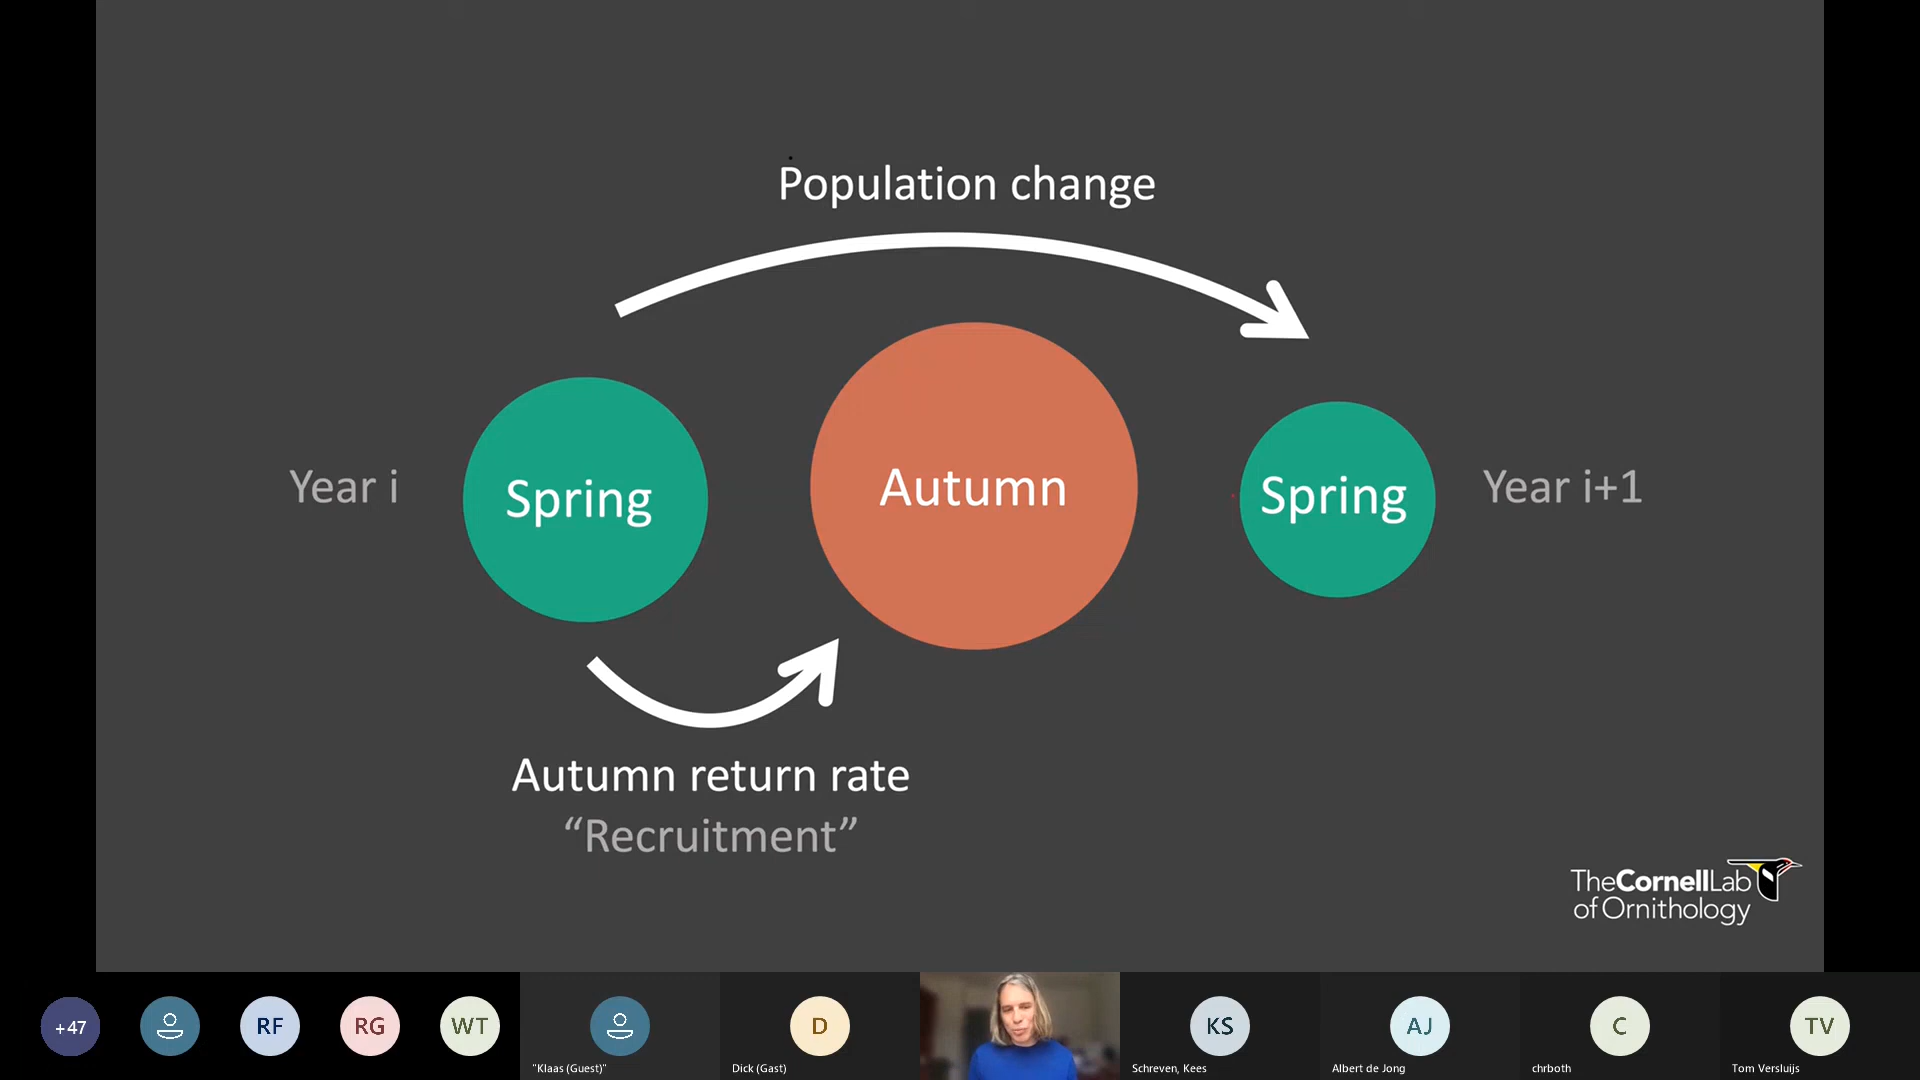 Population change
Year i
Spring
Autumn
Spring
Year i+1
Autumn return rate
“Recruitment”
TheCornellLab
of Ornithology
+47
RF
RG
WT
"Klaas (Guest)"
D
Dick (Gast)
KS
Schreven, Kees
AJ
Albert de Jong
C
chrboth
TV
Tom Versluijs